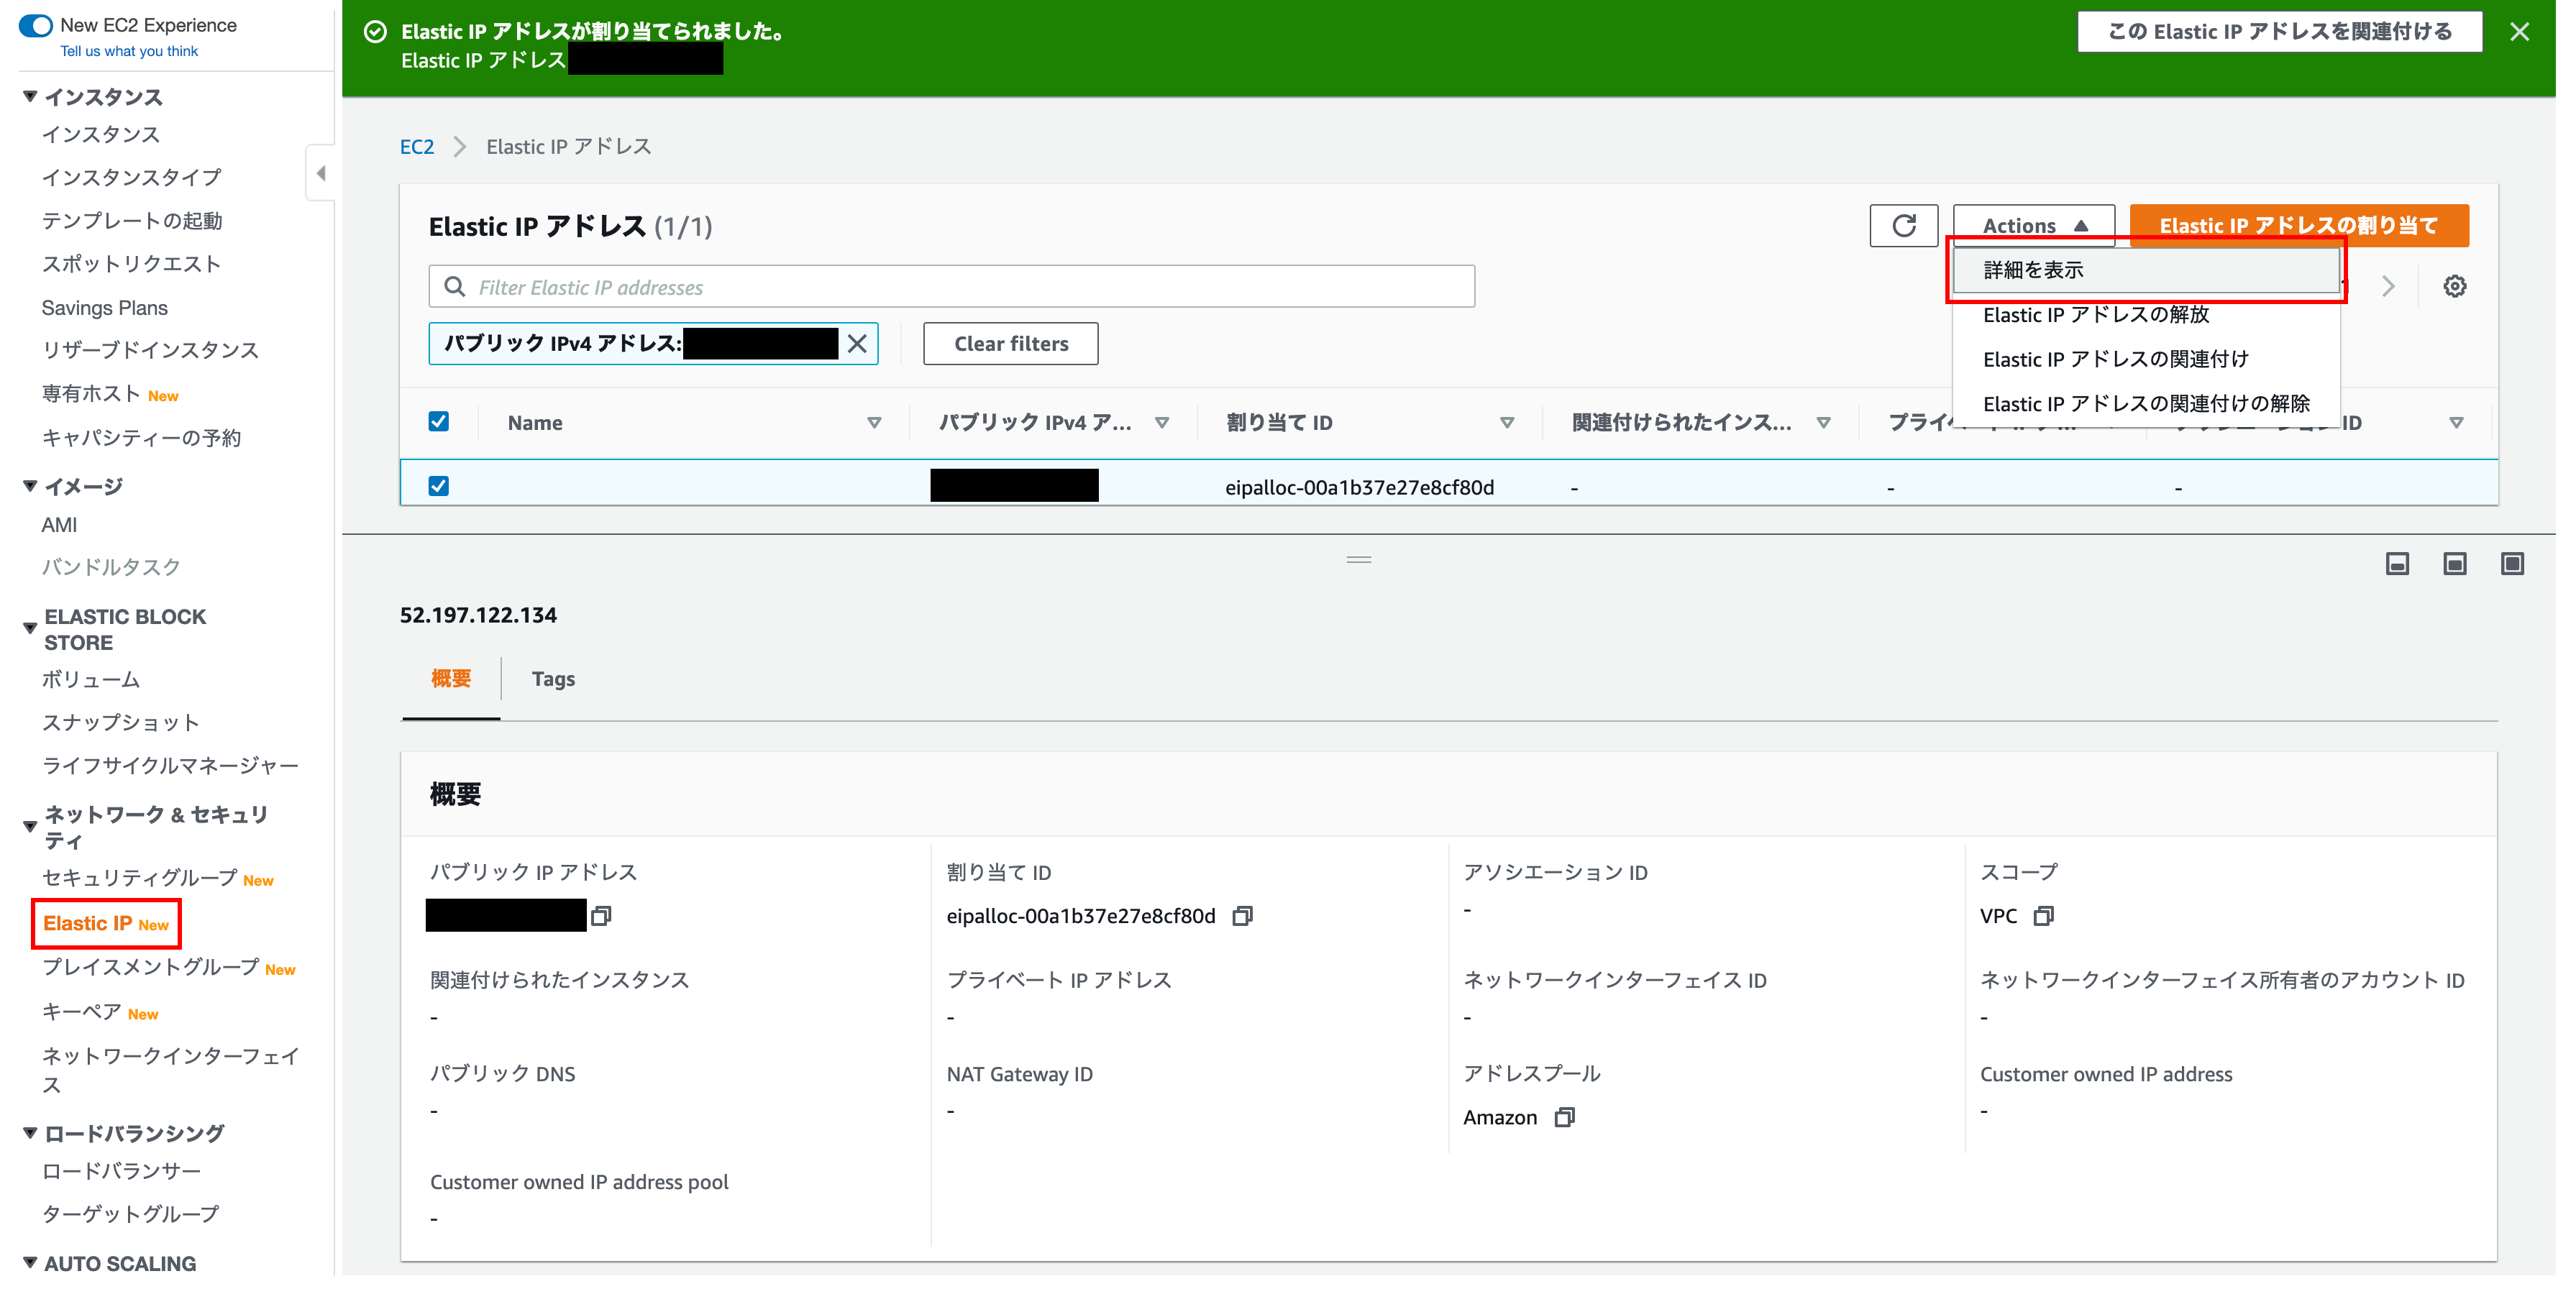 New EC2 Experience
Tell us what you think
インスタンス
インスタンス
インスタンスタイプ
テンプレートの起動
スポットリクエスト
Savings Plans
リザーブドインスタンス
専有ホスト New
キャパシティーの予約
イメージ
AMI
バンドルタスク
ELASTIC BLOCK
STORE
ボリューム
スナップショット
ライフサイクルマネージャー
ネットワーク & セキュリ
ティ
セキュリティグループ New
Elastic IP New
プレイスメントグループ New
キーペア New
ネットワークインターフェイ
ス
ロードバランシング
ロードバランサー
ターゲットグループ
AUTO SCALING
Elastic IP アドレスが割り当てられました。
Elastic IP アドレス
この Elastic IP アドレスを関連付ける
EC2 Elastic IP アドレス
Elastic IP アドレス (1/1)
Actions
Elastic IP アドレスの割り当て
Filter Elastic IP addresses
詳細を表示
Elastic IP アドレスの解放
Elastic IP アドレスの関連付け
Elastic IP アドレスの関連付けの解除
パブリック IPv4 アドレス:
Clear filters
Name パブリック IPv4 ア... 割り当て ID 関連付けられたインス... ID
eipalloc-00a1b37e27e8cf80d - - -
52.197.122.134
概要 Tags
概要
パブリック IP アドレス 割り当て ID アソシエーション ID スコープ
eipalloc-00a1b37e27e8cf80d - VPC
関連付けられたインスタンス プライベート IP アドレス ネットワークインターフェイス ID ネットワークインターフェイス所有者のアカウント ID
- - - -
パブリック DNS NAT Gateway ID アドレスプール Customer owned IP address
- - Amazon -
Customer owned IP address pool
-